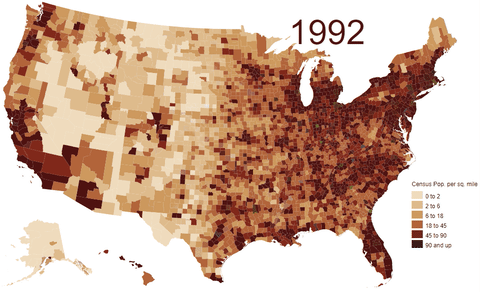 1992
Census Pop. per sq. mile
0 to 2
2 to 6
6 to 18
18 to 45
45 to 90
90 and up